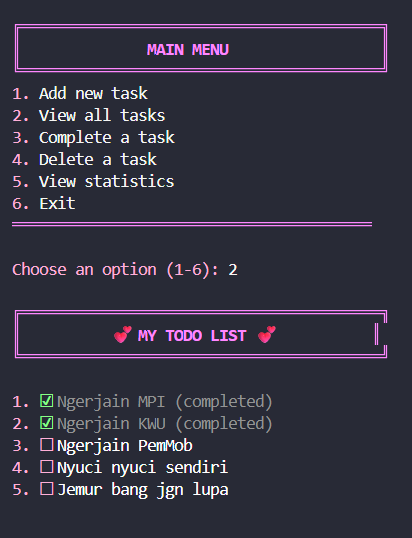 MAIN MENU
1. Add new task
2. View all tasks
3. Complete a task
4. Delete a task
5. View statistics
6. Exit
Choose an option (1-6): 2
💕 MY TODO LIST 💕
1. ☑ Ngerjain MPI (completed)
2. ☑ Ngerjain KWU (completed)
3. ☐ Ngerjain PemMob
4. ☐ Nyuci nyuci sendiri
5. ☐ Jemur bang jgn lupa